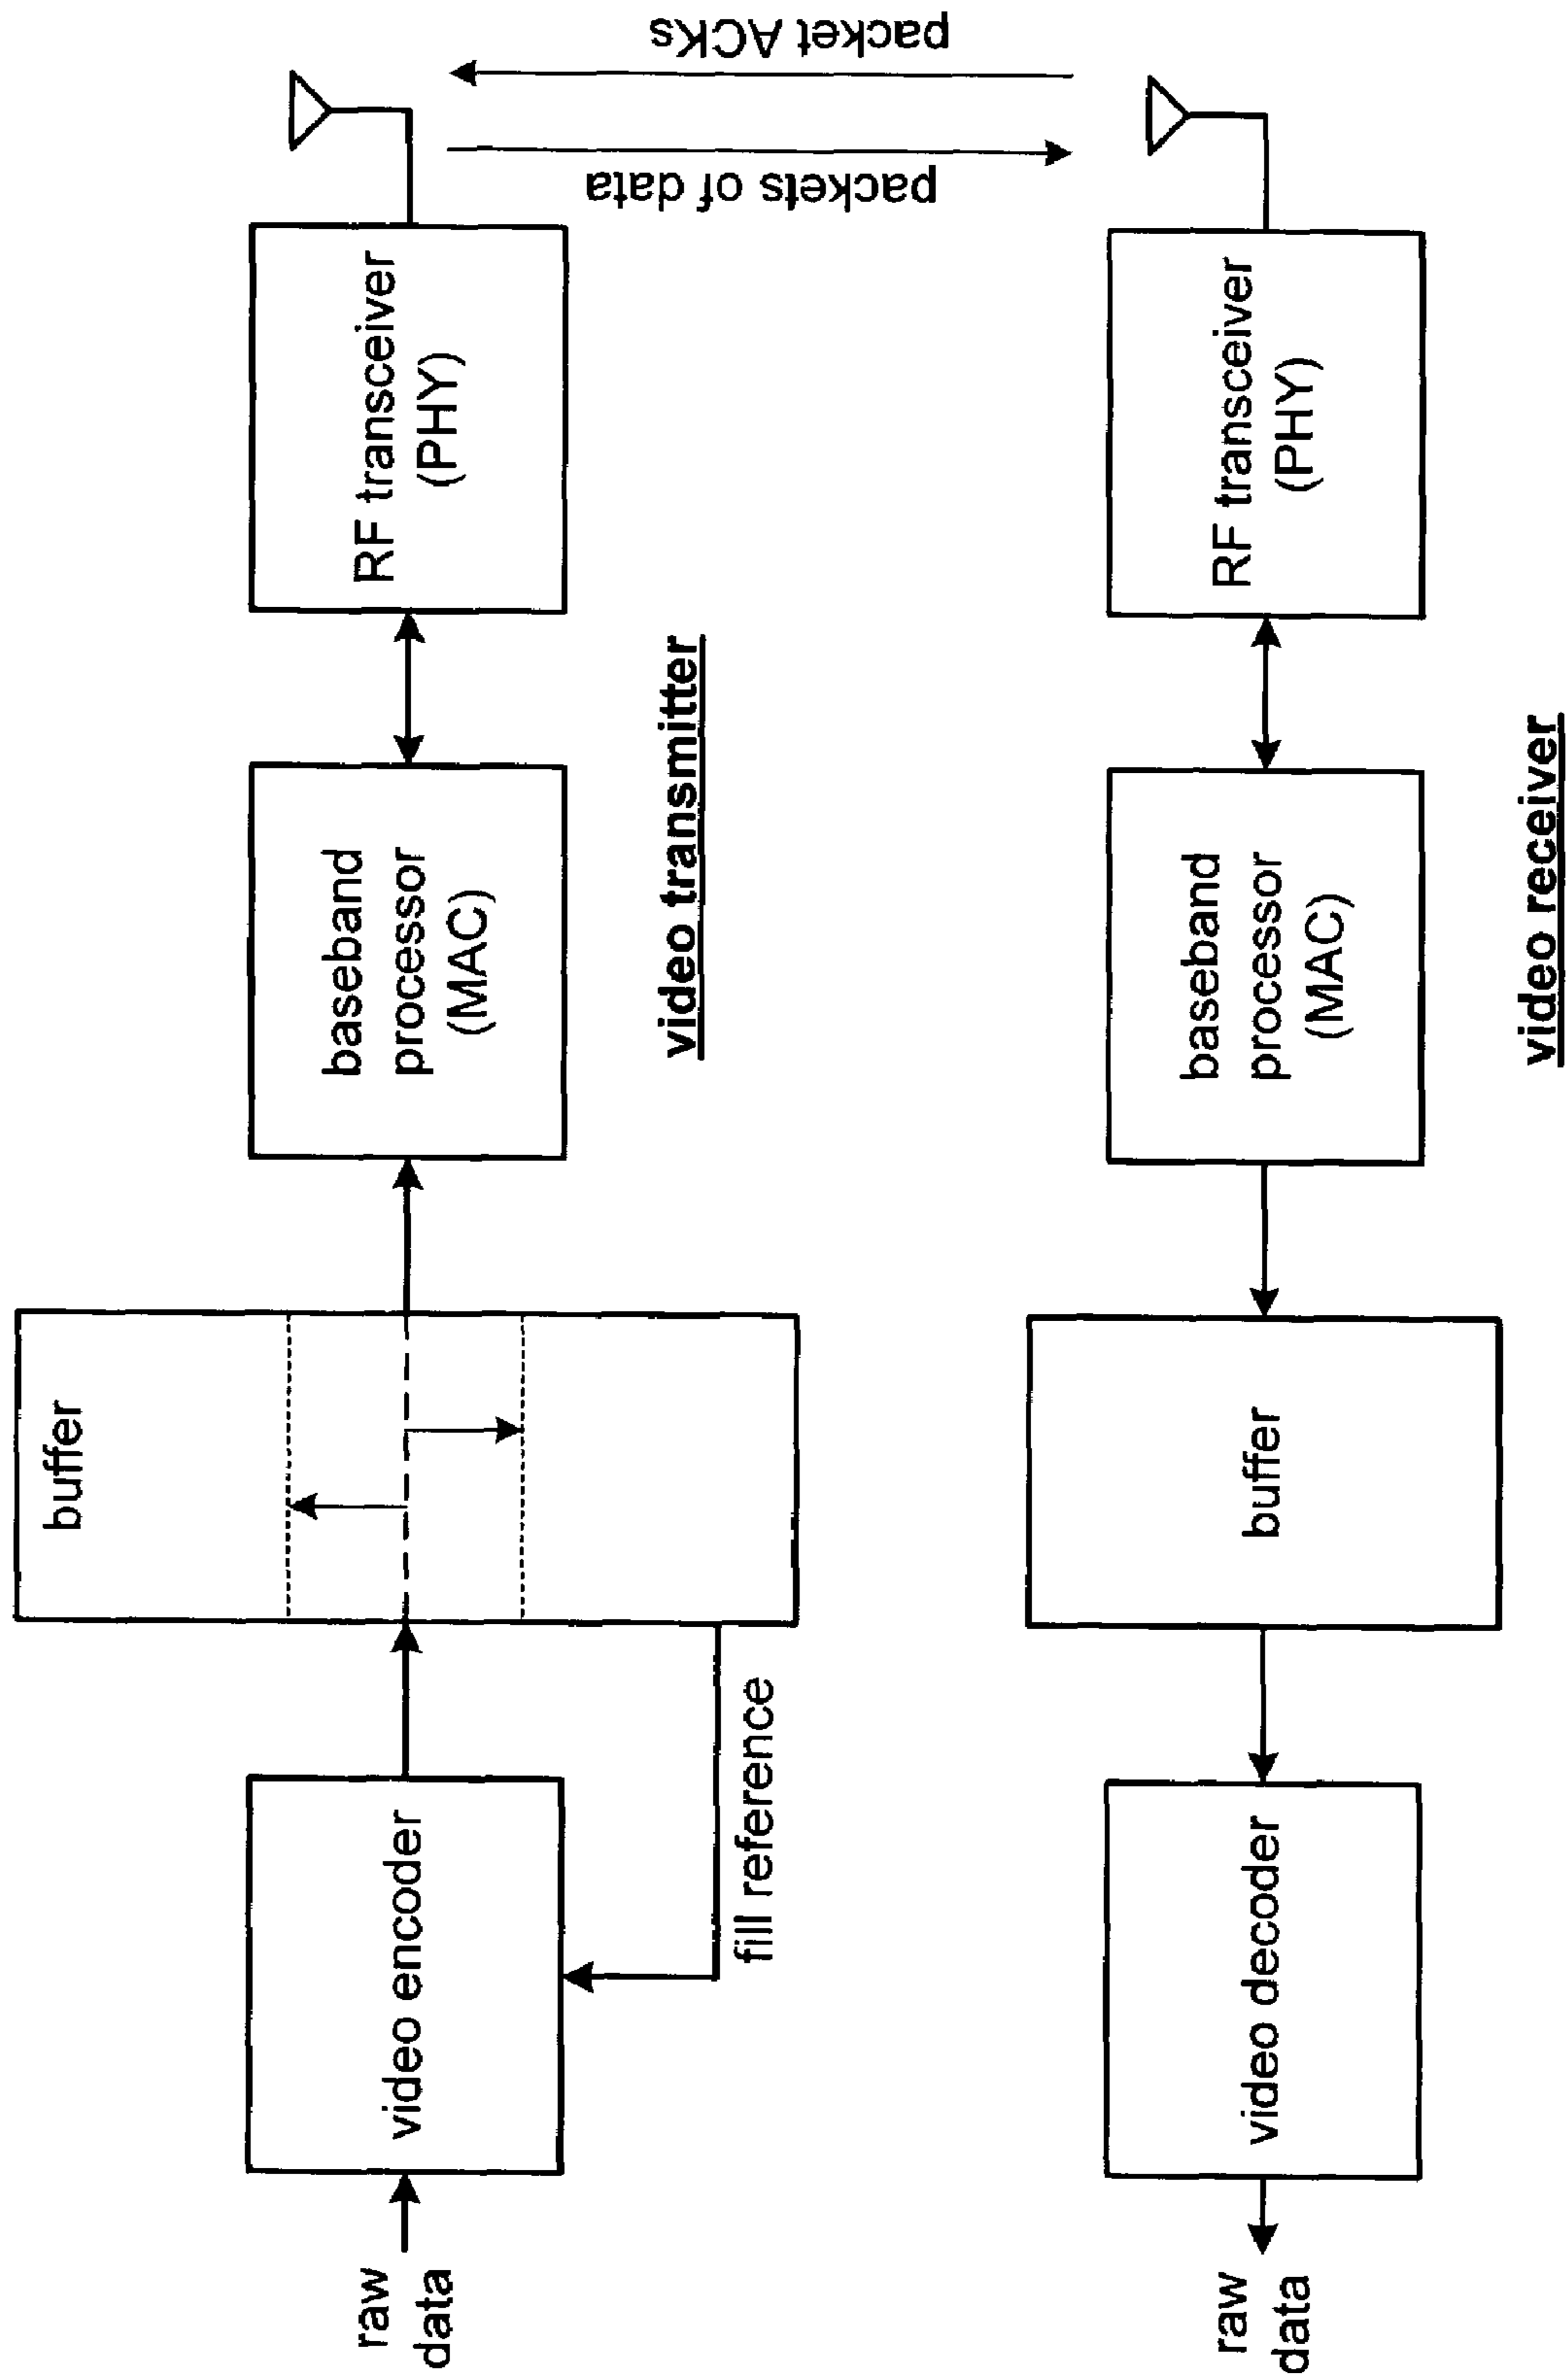 raw
data
video encoder
fill reference
buffer
baseband
processor
(MAC)
RF transceiver
(PHY)
video transmitter
packets of data
packet ACKs
raw
data
video decoder
buffer
baseband
processor
(MAC)
RF transceiver
(PHY)
video receiver